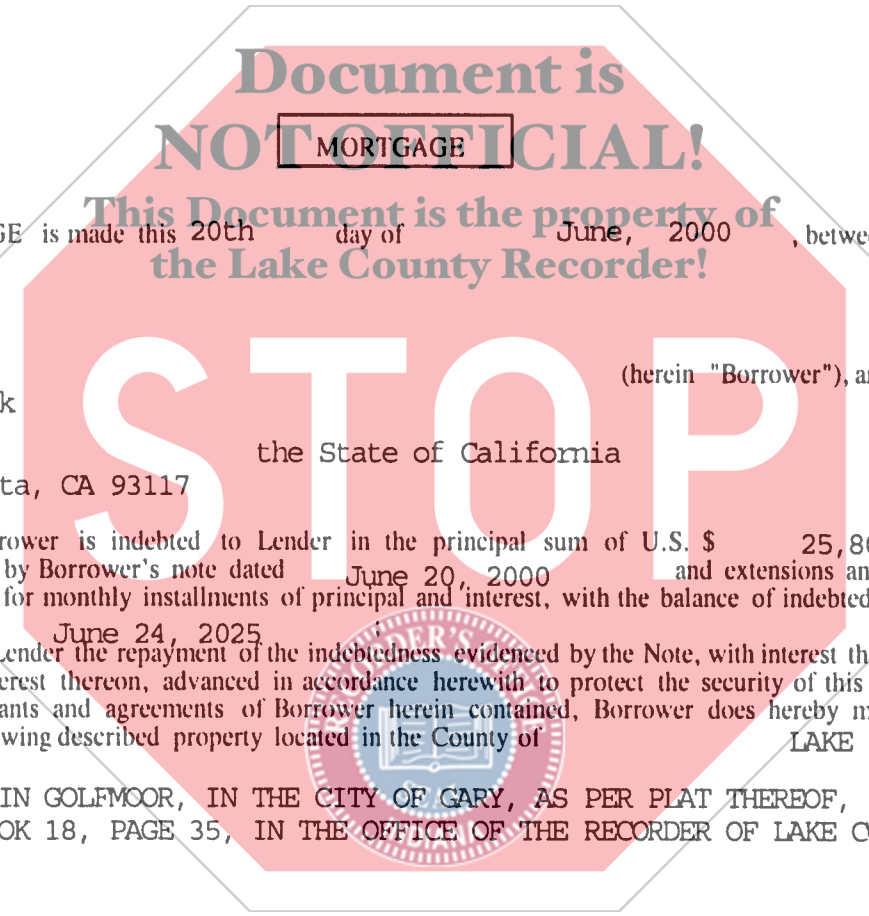 Document is
NOT OFFICIAL!
MORTGAGE
This Document is the property of
GE is made this 20th day of June, 2000 , betwe
the Lake County Recorder!
STOP
(herein "Borrower"), a
k
the State of California
ta, CA 93117
rower is indebted to Lender in the principal sum of U.S. $ 25,8
by Borrower's note dated June 20, 2000 and extensions an
for monthly installments of principal and interest, with the balance of indebted
June 24, 2025
Lender the repayment of the indebtedness evidenced by the Note, with interest th
erest thereon, advanced in accordance herewith to protect the security of this
ants and agreements of Borrower herein contained, Borrower does hereby m
wing described property located in the County of LAKE
IN GOLFMOOR, IN THE CITY OF GARY, AS PER PLAT THEREOF,
OK 18, PAGE 35, IN THE OFFICE OF THE RECORDER OF LAKE C
RECORDER'S OFFICE
SEAL
INDIANA